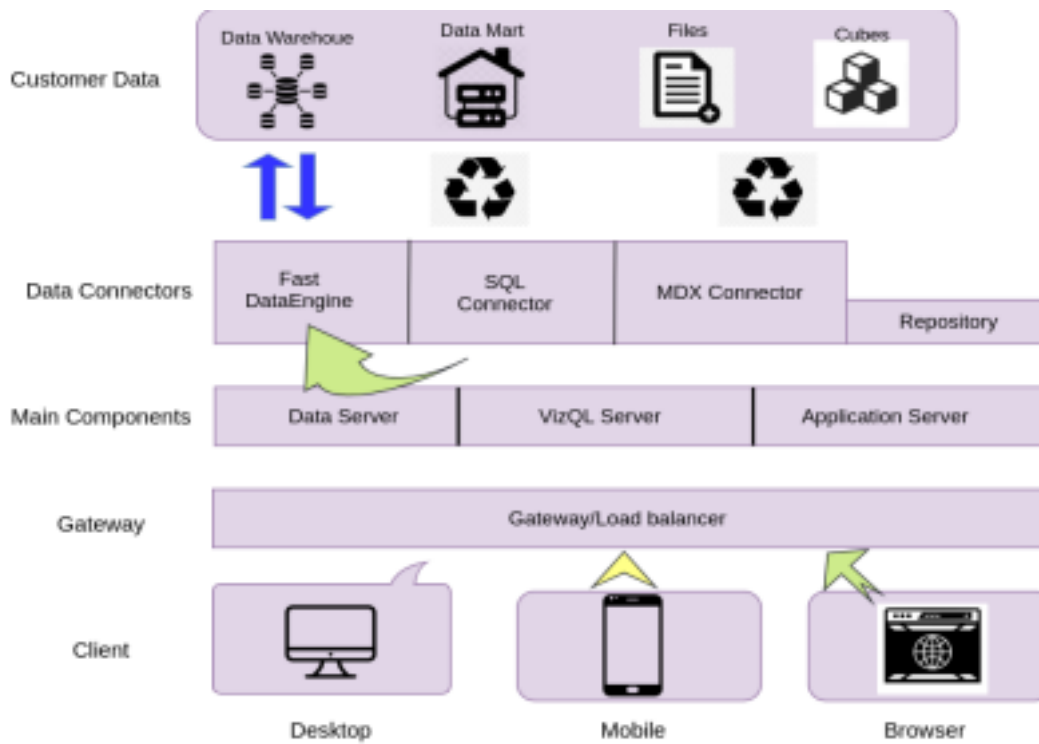 Customer Data
Data Warehoue
Data Mart
Files
Cubes
Data Connectors
Fast
DataEngine
SQL
Connector
MDX Connector
Repository
Main Components
Data Server
VizQL Server
Application Server
Gateway
Gateway/Load balancer
Client
Desktop
Mobile
Browser